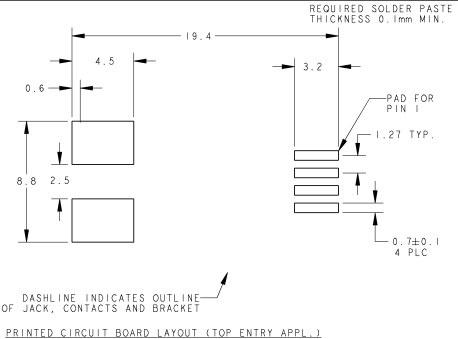 REQUIRED SOLDER PASTE
THICKNESS 0.1mm MIN.
19.4
4.5
3.2
0.6
PAD FOR
PIN 1
1.27 TYP.
8.8
2.5
0.7±0.1
4 PLC
DASHLINE INDICATES OUTLINE
OF JACK, CONTACTS AND BRACKET
PRINTED CIRCUIT BOARD LAYOUT (TOP ENTRY APPL.)